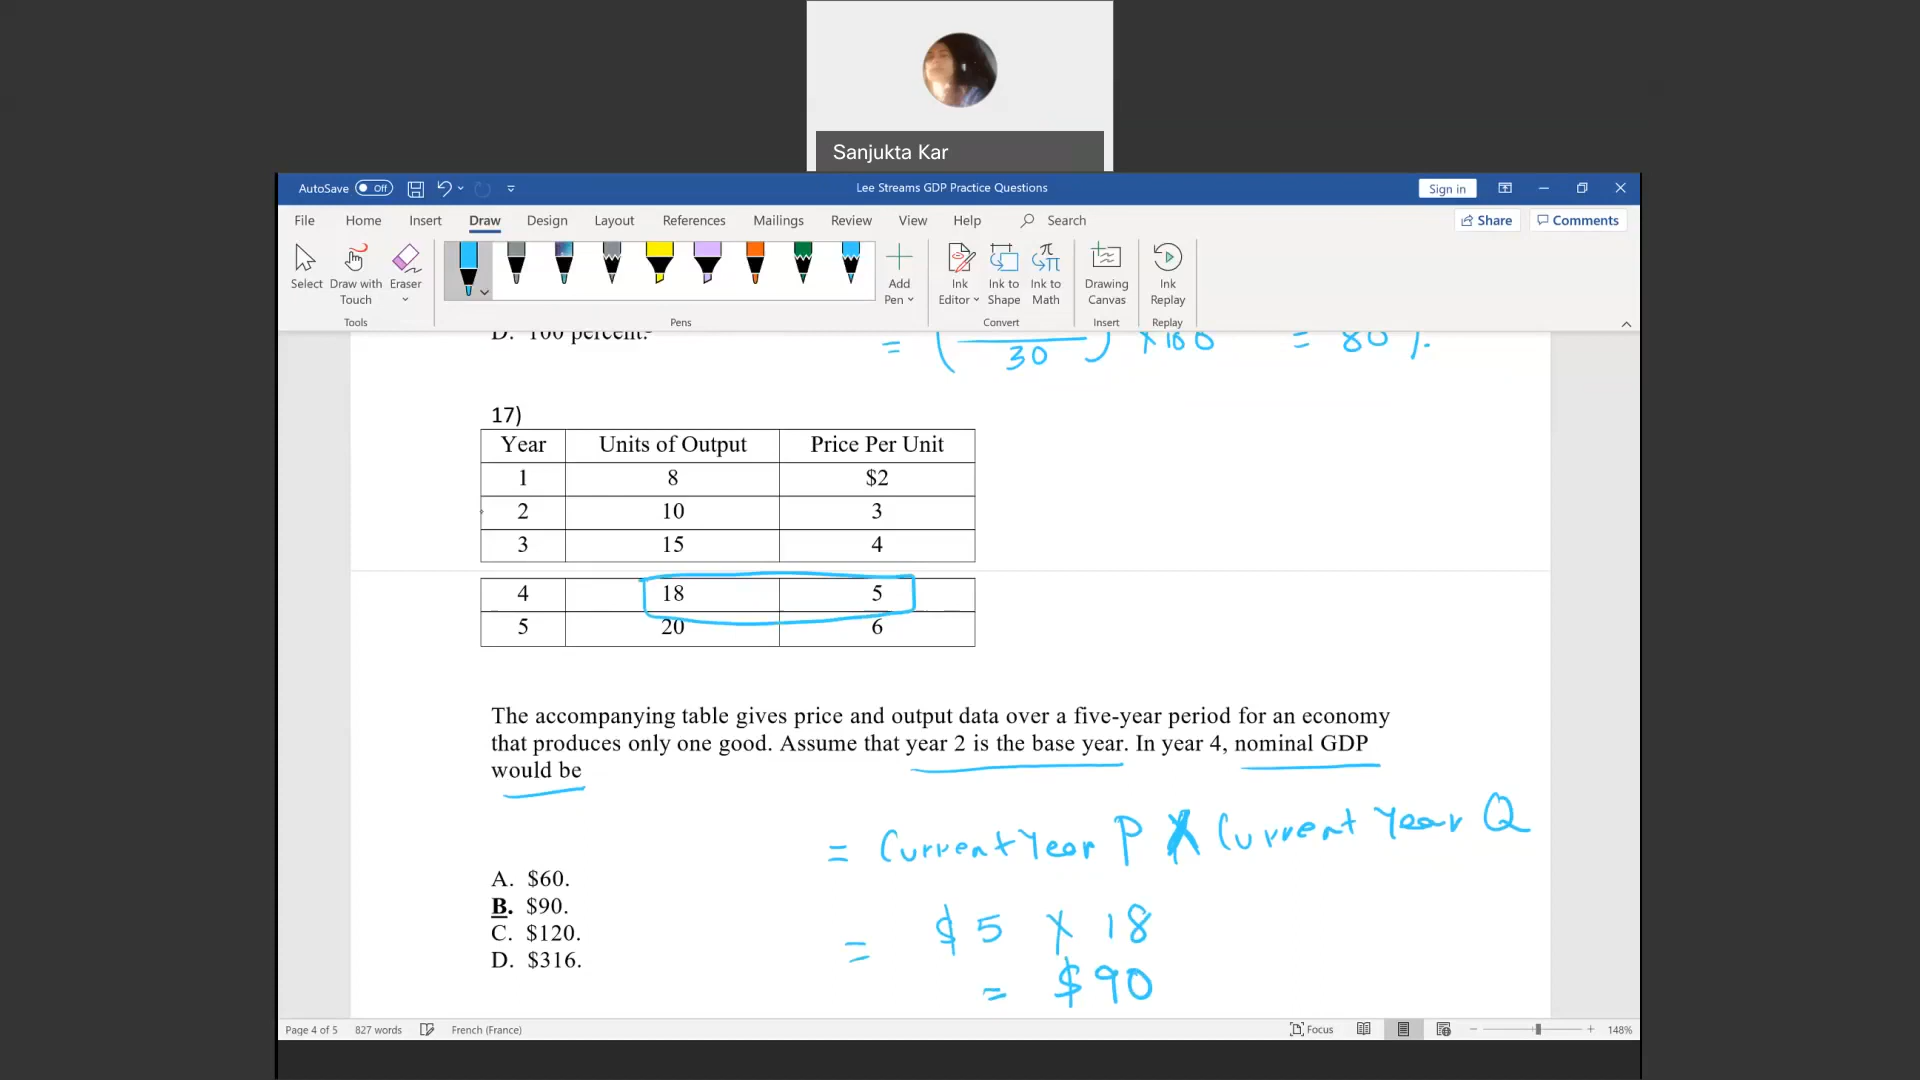 Sanjukta Kar
AutoSave Off Lee Streams GDP Practice Questions Sign in
File Home Insert Draw Design Layout References Mailings Review View Help Search Share Comments
Select Draw with Touch Eraser Add Pen Ink Editor Ink to Shape Ink to Math Drawing Canvas Ink Replay
Tools Pens Convert Insert Replay
D. 100 percent.
= ( 30 ) x 100 = 80 %.
17)
Year Units of Output Price Per Unit
1 8 $2
2 10 3
3 15 4
4 18 5
5 20 6
The accompanying table gives price and output data over a five-year period for an economy
that produces only one good. Assume that year 2 is the base year. In year 4, nominal GDP
would be
= Current Year P X Current Year Q
A. $60.
B. $90.
C. $120.
D. $316.
= $5 x 18
= $90
Page 4 of 5 827 words French (France) Focus 148%